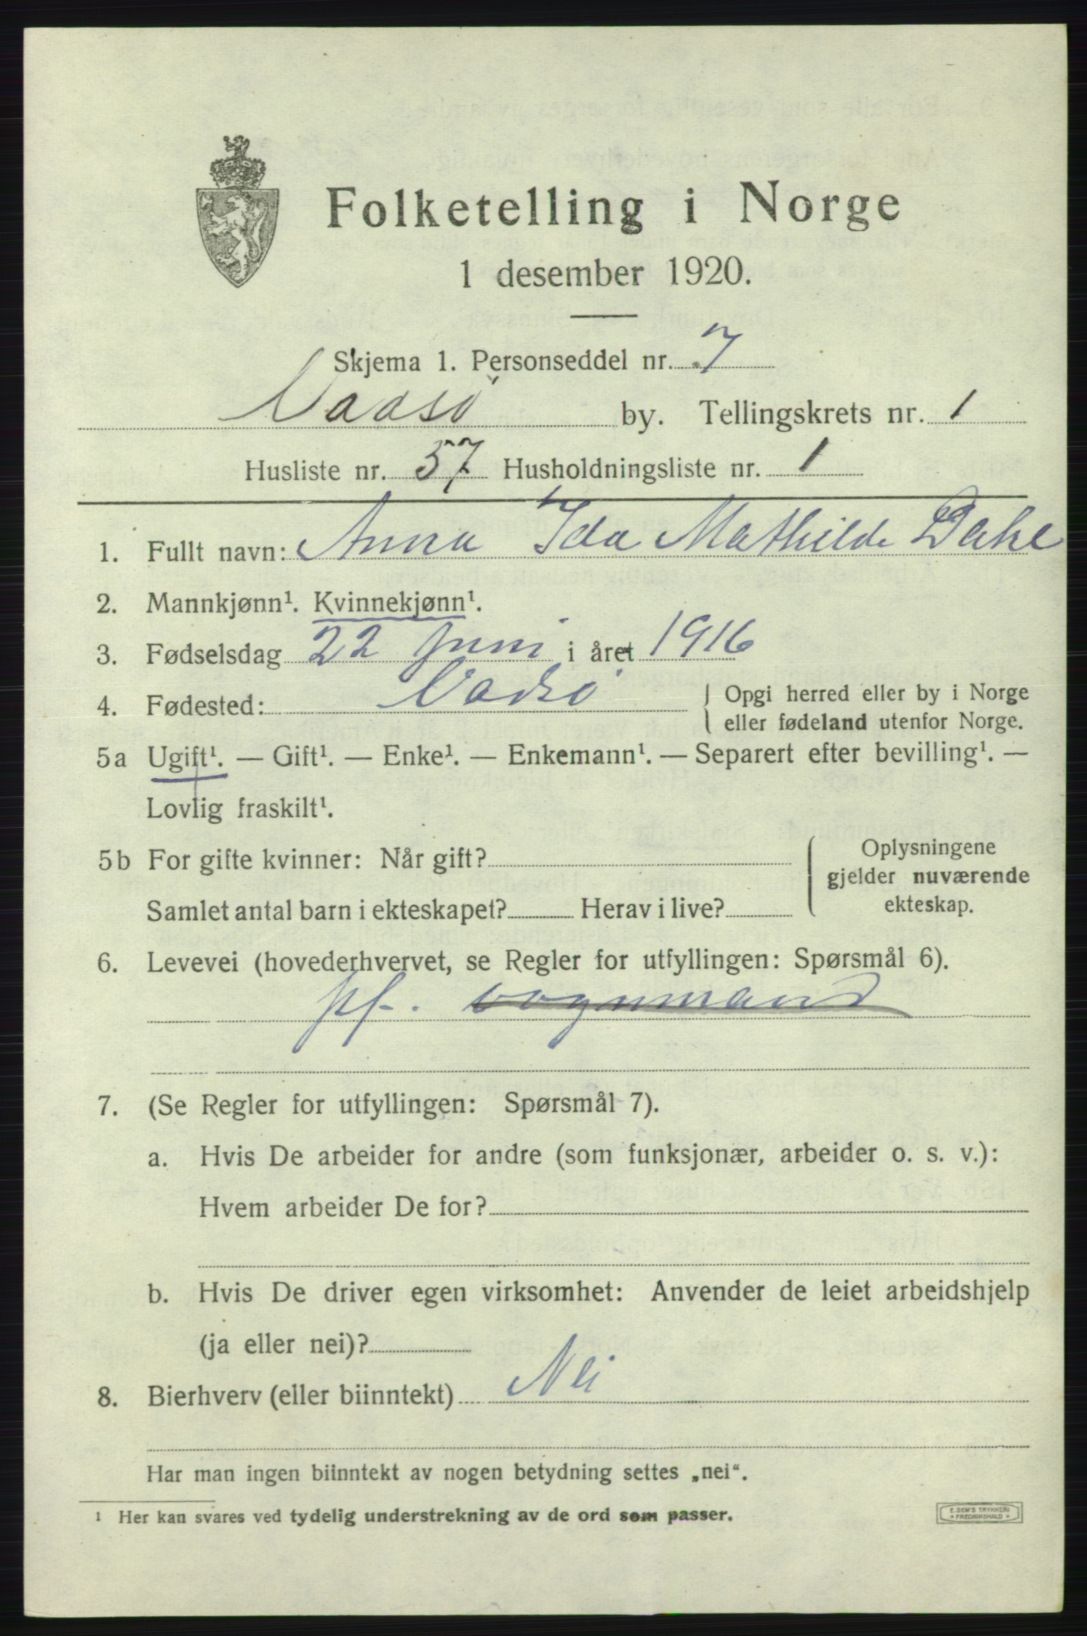 Folketelling i Norge
1 desember 1920.
Skjema 1. Personseddel nr. 7
Vadsø by. Tellingskrets nr. 1
Husliste nr. 57 Husholdningsliste nr. 1
1. Fullt navn: Anna Ida Mathilde Dahl
2. Mannkjønn¹. Kvinnekjønn¹.
3. Fødselsdag 22 juni i året 1916
4. Fødested: Vadsø
Opgi herred eller by i Norge
eller fødeland utenfor Norge.
5a Ugift¹. — Gift¹. — Enke¹. — Enkemann¹. — Separert efter bevilling¹. —
Lovlig fraskilt¹.
5b For gifte kvinner: Når gift?
Samlet antal barn i ekteskapet? Herav i live?
Oplysningene
gjelder nuværende
ekteskap.
6. Levevei (hovederhvervet, se Regler for utfyllingen: Spørsmål 6).
pf. vognmand
7. (Se Regler for utfyllingen: Spørsmål 7).
a. Hvis De arbeider for andre (som funksjonær, arbeider o. s. v.):
Hvem arbeider De for?
b. Hvis De driver egen virksomhet: Anvender de leiet arbeidshjelp
(ja eller nei)?
8. Bierhverv (eller biinntekt) Nei
Har man ingen biinntekt av nogen betydning settes „nei“.
¹ Her kan svares ved tydelig understrekning av de ord som passer.
E. SEM'S TRYKKERI
FREDRIKSHALD